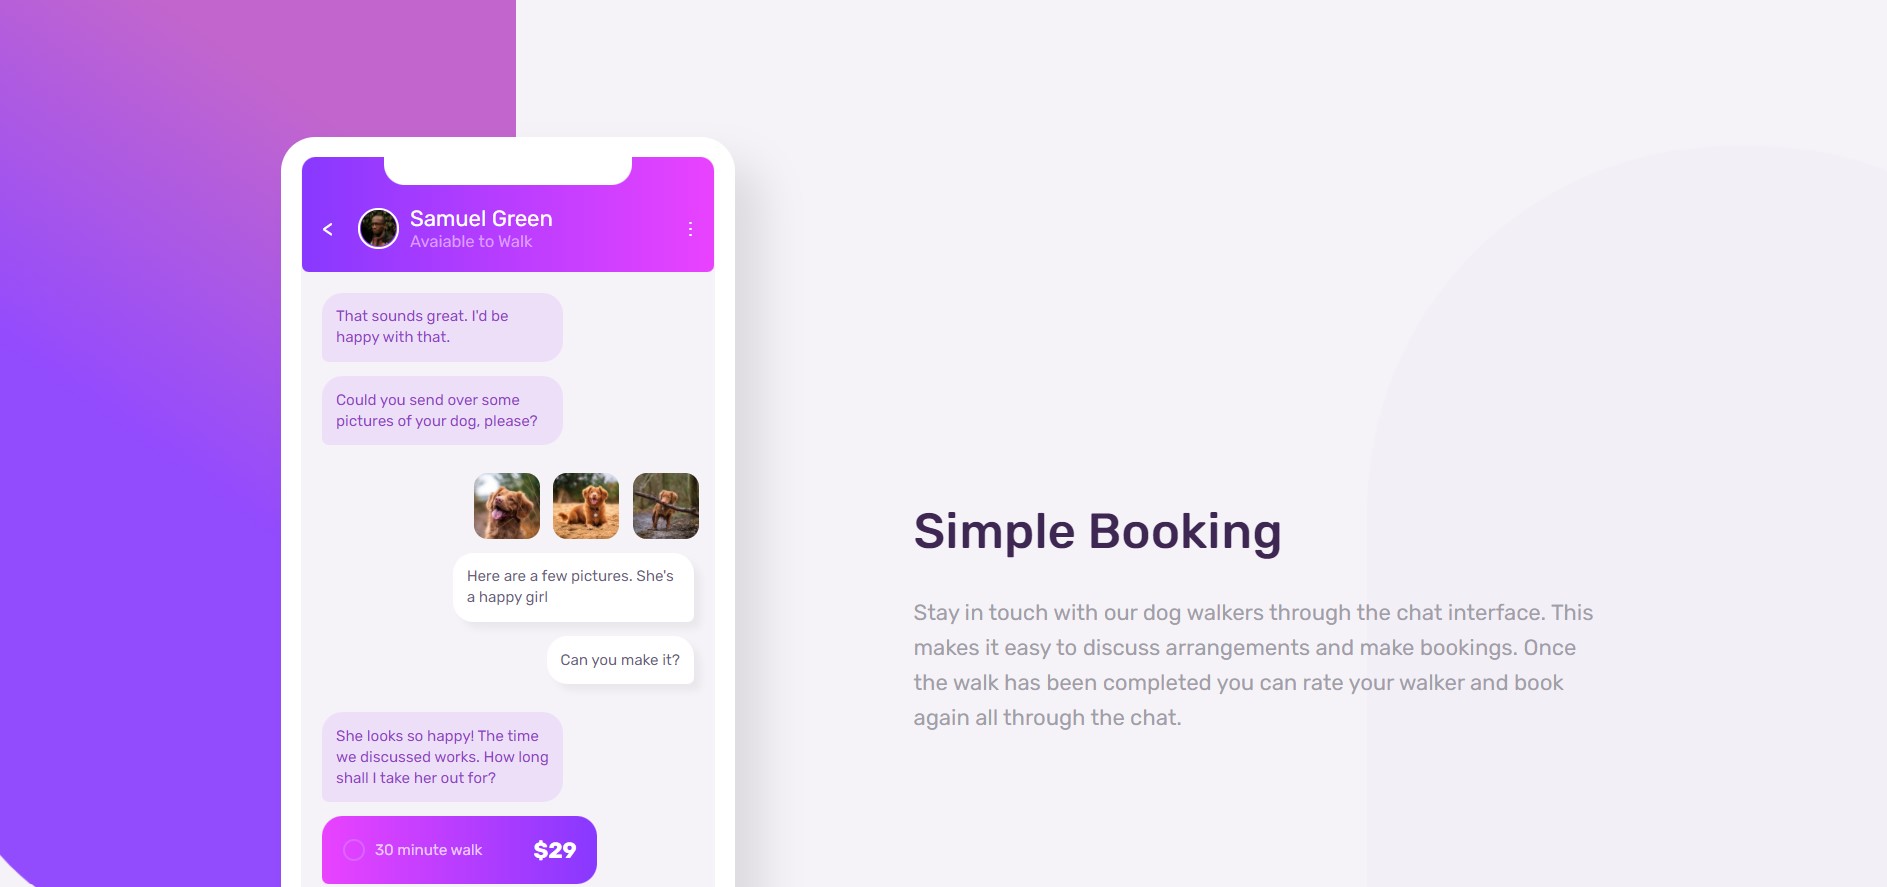 <
Samuel Green
Avaiable to Walk
That sounds great. I'd be
happy with that.
Could you send over some
pictures of your dog, please?
Here are a few pictures. She's
a happy girl
Can you make it?
She looks so happy! The time
we discussed works. How long
shall I take her out for?
30 minute walk $29
Simple Booking
Stay in touch with our dog walkers through the chat interface. This
makes it easy to discuss arrangements and make bookings. Once
the walk has been completed you can rate your walker and book
again all through the chat.